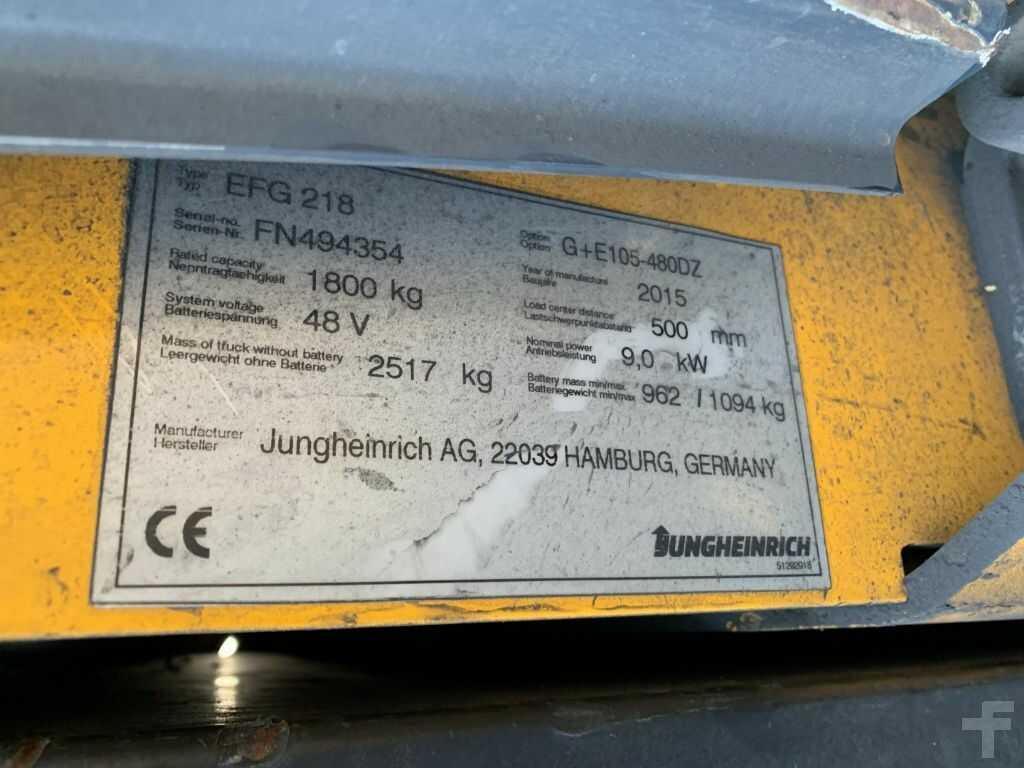 Type
Typ
EFG 218
Serial-no.
Serien-Nr.
FN494354
Option
Option
G+E105-480DZ
Rated capacity
Nenntragfaehigkeit
1800 kg
Year of manufacture
Baujahr
2015
System voltage
Batteriespannung
48 V
Load center distance
Lastschwerpunktabstand
500 mm
Mass of truck without battery
Leergewicht ohne Batterie
2517 kg
Nominal power
Antriebsleistung
9,0 kW
Battery mass min/max.
Batteriegewicht min/max
962 / 1094 kg
Manufacturer
Hersteller
Jungheinrich AG, 22039 HAMBURG, GERMANY
CE
JUNGHEINRICH
51292918